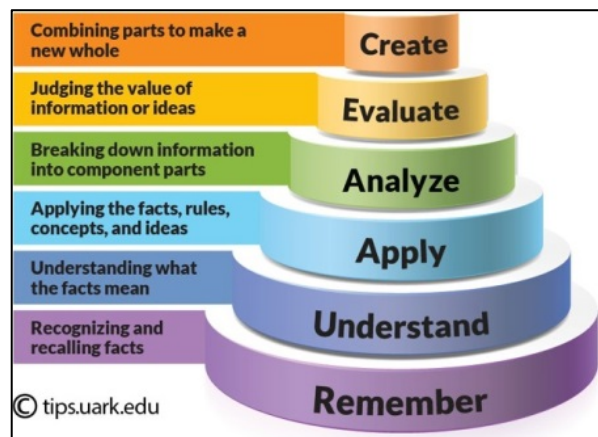 Combining parts to make a
new whole
Create
Judging the value of
information or ideas
Evaluate
Breaking down information
into component parts
Analyze
Applying the facts, rules,
concepts, and ideas
Apply
Understanding what
the facts mean
Understand
Recognizing and
recalling facts
Remember
© tips.uark.edu